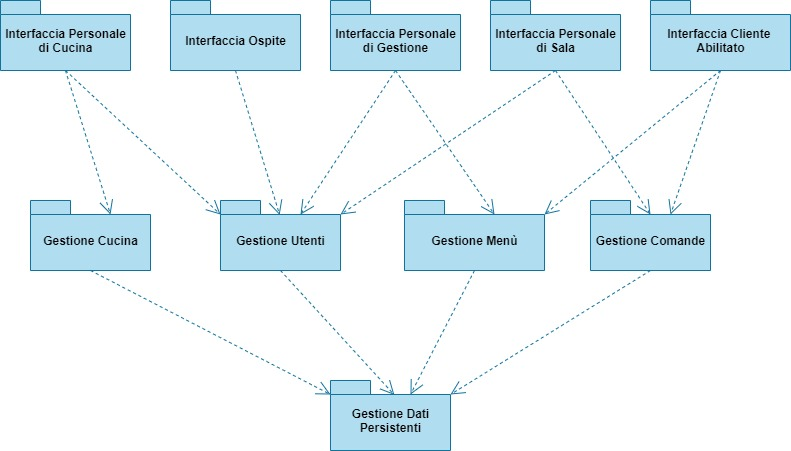 Interfaccia Personale
di Cucina
Interfaccia Ospite
Interfaccia Personale
di Gestione
Interfaccia Personale
di Sala
Interfaccia Cliente
Abilitato
Gestione Cucina
Gestione Utenti
Gestione Menù
Gestione Comande
Gestione Dati
Persistenti